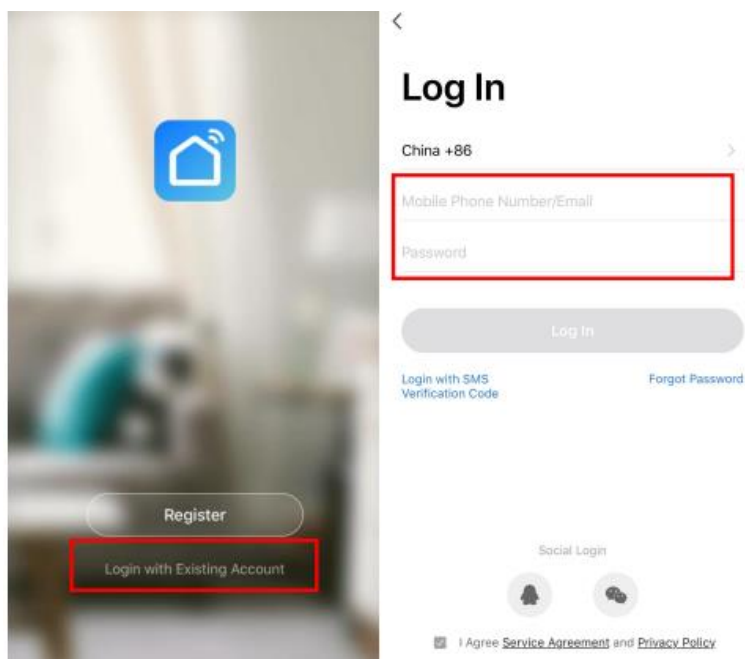 Register
Login with Existing Account
Log In
China +86
Mobile Phone Number/Email
Password
Log In
Login with SMS
Verification Code
Forgot Password
Social Login
I Agree Service Agreement and Privacy Policy